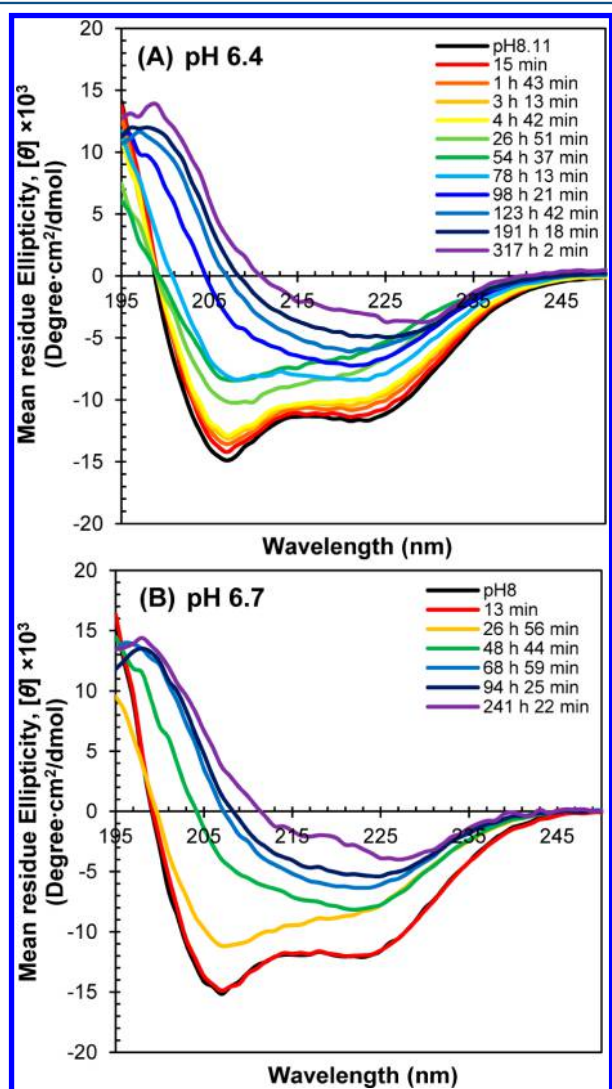 (A) pH 6.4
pH8.11
15 min
1 h 43 min
3 h 13 min
4 h 42 min
26 h 51 min
54 h 37 min
78 h 13 min
98 h 21 min
123 h 42 min
191 h 18 min
317 h 2 min
20
15
10
5
0
-5
-10
-15
-20
195
205
215
225
235
245
Mean residue Ellipticity, [θ] ×10³
(Degree·cm²/dmol)
Wavelength (nm)
(B) pH 6.7
pH8
13 min
26 h 56 min
48 h 44 min
68 h 59 min
94 h 25 min
241 h 22 min
20
15
10
5
0
-5
-10
-15
-20
195
205
215
225
235
245
Mean residue Ellipticity, [θ] ×10³
(Degree·cm²/dmol)
Wavelength (nm)